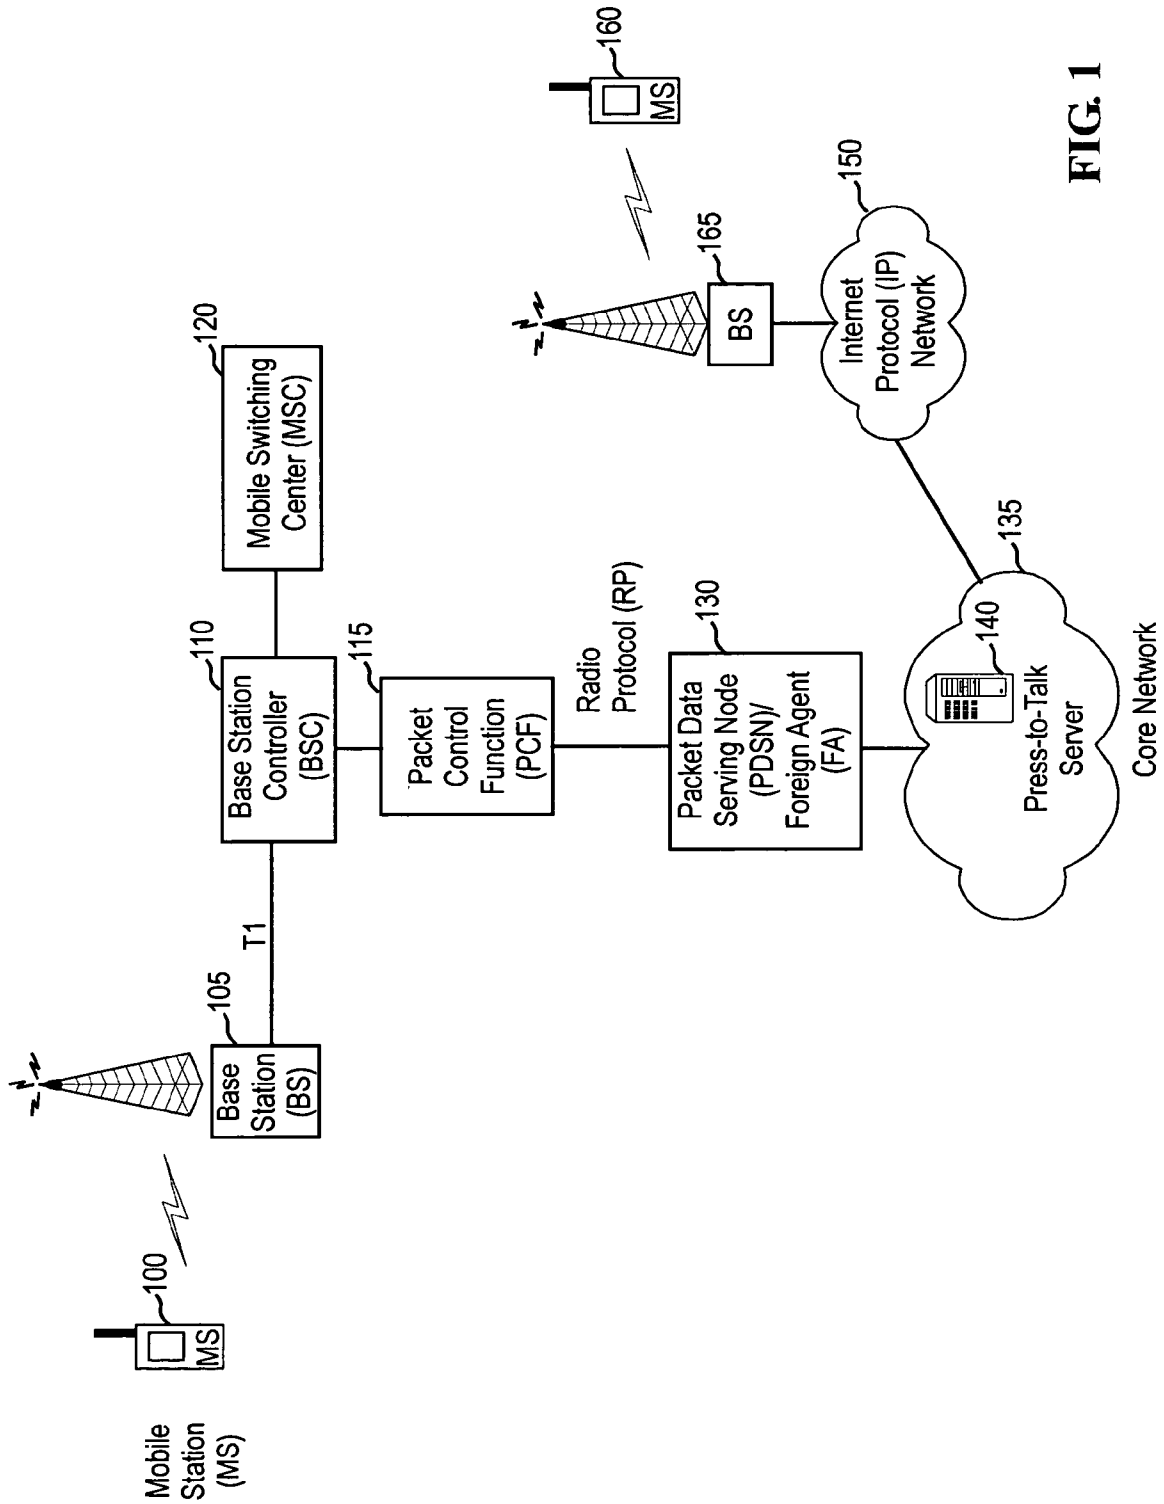 Mobile
Station
(MS)
100
MS
105
Base
Station
(BS)
T1
110
Base Station
Controller
(BSC)
120
Mobile Switching
Center (MSC)
115
Packet
Control
Function
(PCF)
Radio
Protocol (RP)
130
Packet Data
Serving Node
(PDSN)/
Foreign Agent
(FA)
135
140
Press-to-Talk
Server
Core Network
150
Internet
Protocol (IP)
Network
165
BS
160
MS
FIG. 1